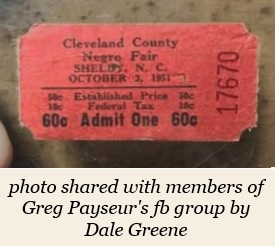 Cleveland County
Negro Fair
SHELBY, N. C.
OCTOBER 3, 1951
50c Established Price 50c
10c Federal Tax 10c
60c Admit One 60c
17670
photo shared with members of
Greg Payseur's fb group by
Dale Greene